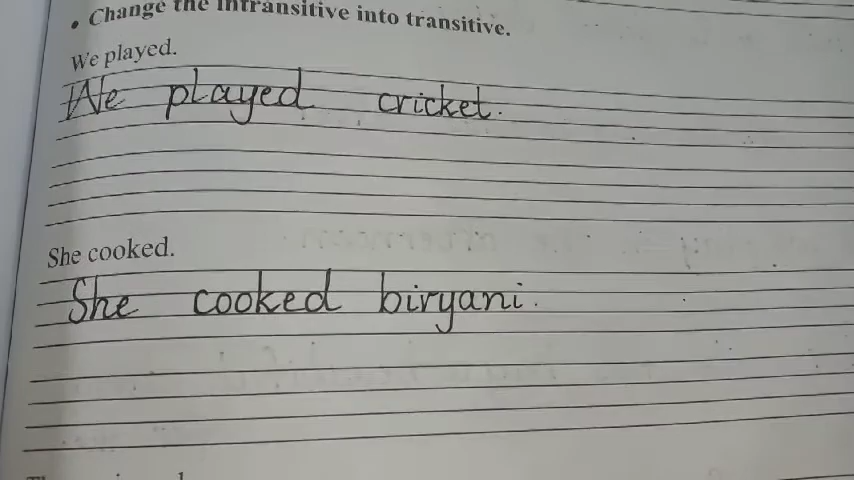 • Change the intransitive into transitive.
We played.
We played cricket.
She cooked.
She cooked biryani.